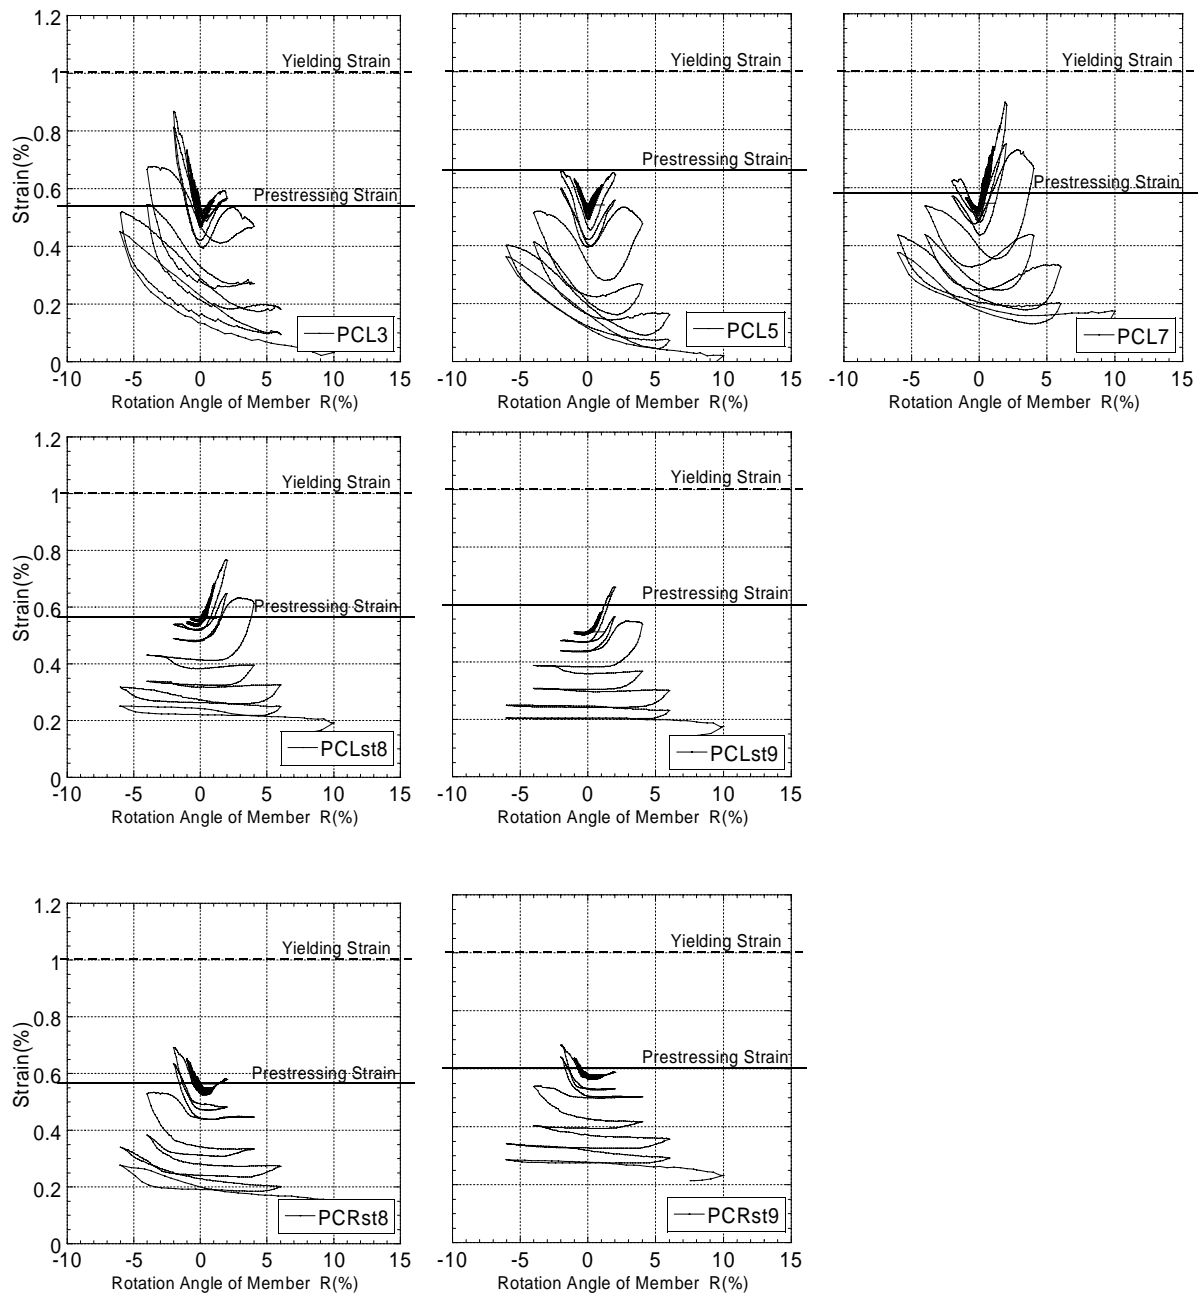 1.2
Yielding Strain
Yielding Strain
Yielding Strain
1
0.8
Strain(%)
Prestressing Strain
Prestressing Strain
Prestressing Strain
0.6
0.4
0.2
PCL3
PCL5
PCL7
0
-10 -5 0 5 10 15
-10 -5 0 5 10 15
-10 -5 0 5 10 15
Rotation Angle of Member R(%)
Rotation Angle of Member R(%)
Rotation Angle of Member R(%)
1.2
Yielding Strain
Yielding Strain
1
0.8
Strain(%)
Prestressing Strain
Prestressing Strain
0.6
0.4
0.2
PCLst8
PCLst9
0
-10 -5 0 5 10 15
-10 -5 0 5 10 15
Rotation Angle of Member R(%)
Rotation Angle of Member R(%)
1.2
Yielding Strain
Yielding Strain
1
0.8
Strain(%)
Prestressing Strain
Prestressing Strain
0.6
0.4
0.2
PCRst8
PCRst9
0
-10 -5 0 5 10 15
-10 -5 0 5 10 15
Rotation Angle of Member R(%)
Rotation Angle of Member R(%)